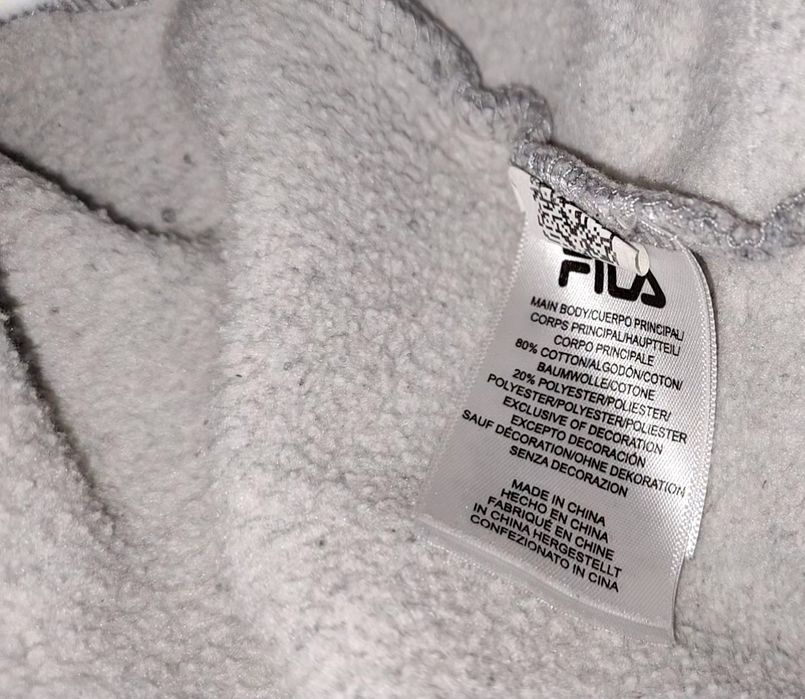 FILA
MAIN BODY/CUERPO PRINCIPAL/
CORPS PRINCIPAL/HAUPTTEIL/
CORPO PRINCIPALE
80% COTTON/ALGODÓN/COTON/
BAUMWOLLE/COTONE
20% POLYESTER/POLIESTER/
POLYESTER/POLYESTER/POLIESTER
EXCLUSIVE OF DECORATION
EXCEPTO DECORACIÓN
SAUF DÉCORATION/OHNE DEKORATION
SENZA DECORAZION
MADE IN CHINA
HECHO EN CHINA
FABRIQUÉ EN CHINE
IN CHINA HERGESTELLT
CONFEZIONATO IN CINA